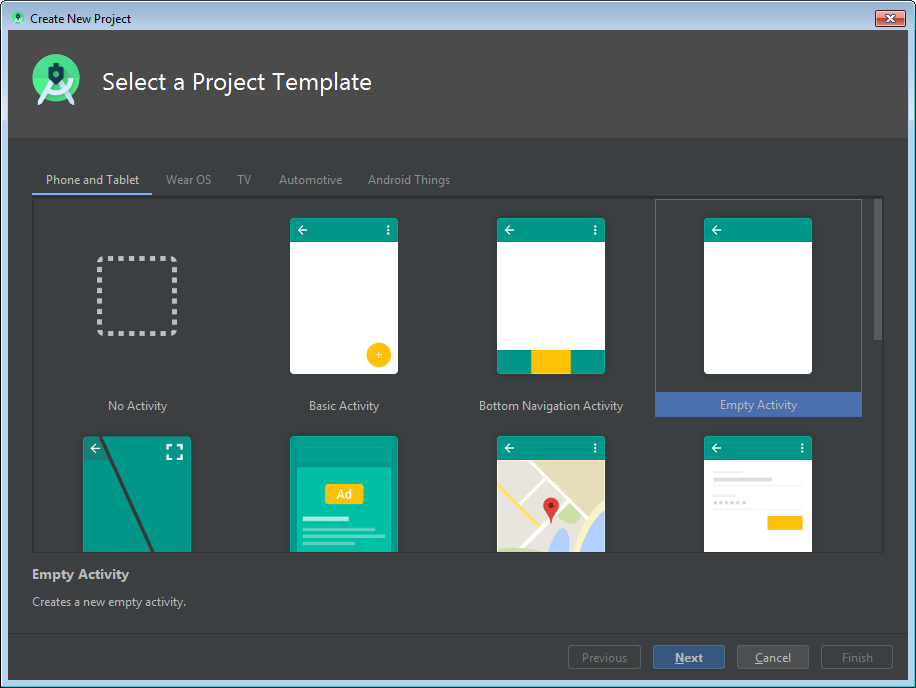 Create New Project
Select a Project Template
Phone and Tablet Wear OS TV Automotive Android Things
No Activity Basic Activity Bottom Navigation Activity Empty Activity
Ad
Empty Activity
Creates a new empty activity.
Previous Next Cancel Finish